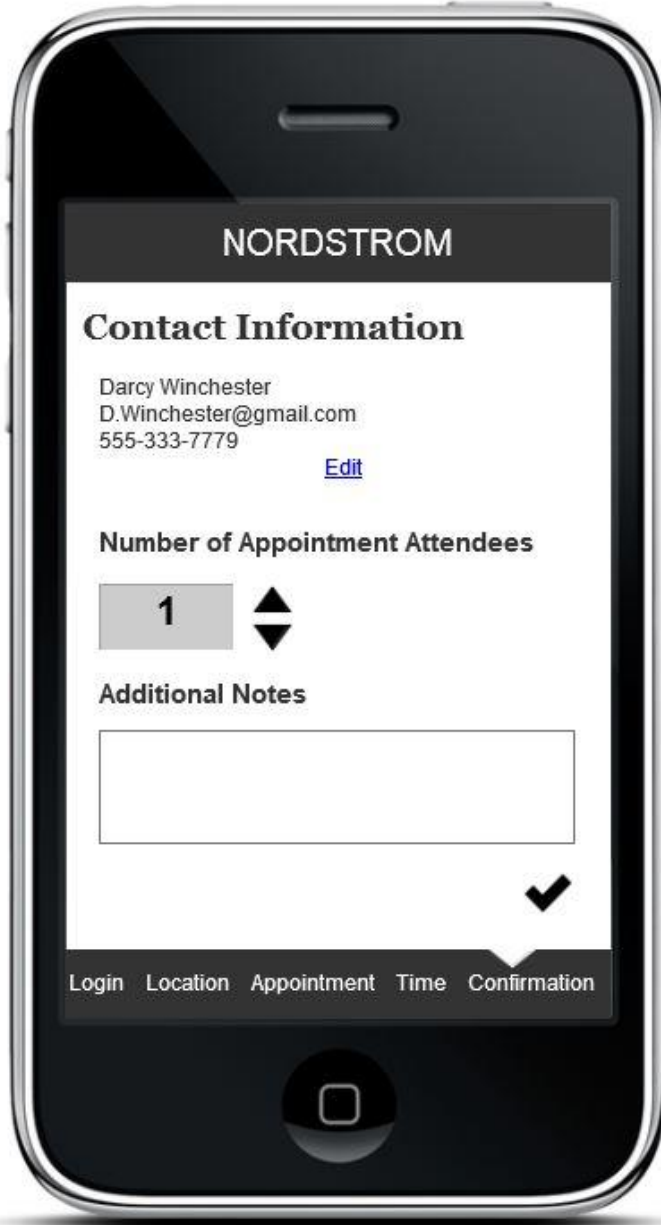 NORDSTROM
Contact Information
Darcy Winchester
D.Winchester@gmail.com
555-333-7779
Edit
Number of Appointment Attendees
1
Additional Notes
Login Location Appointment Time Confirmation